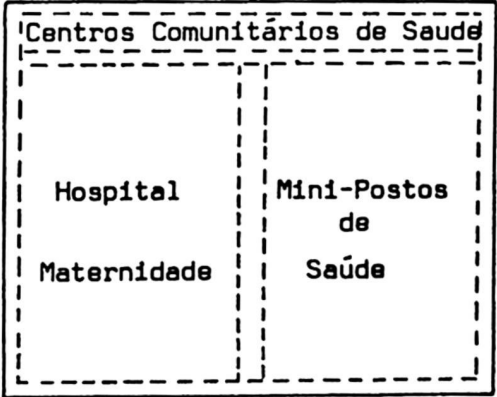 Centros Comunitários de Saude
Hospital
Maternidade
Mini-Postos
de
Saúde